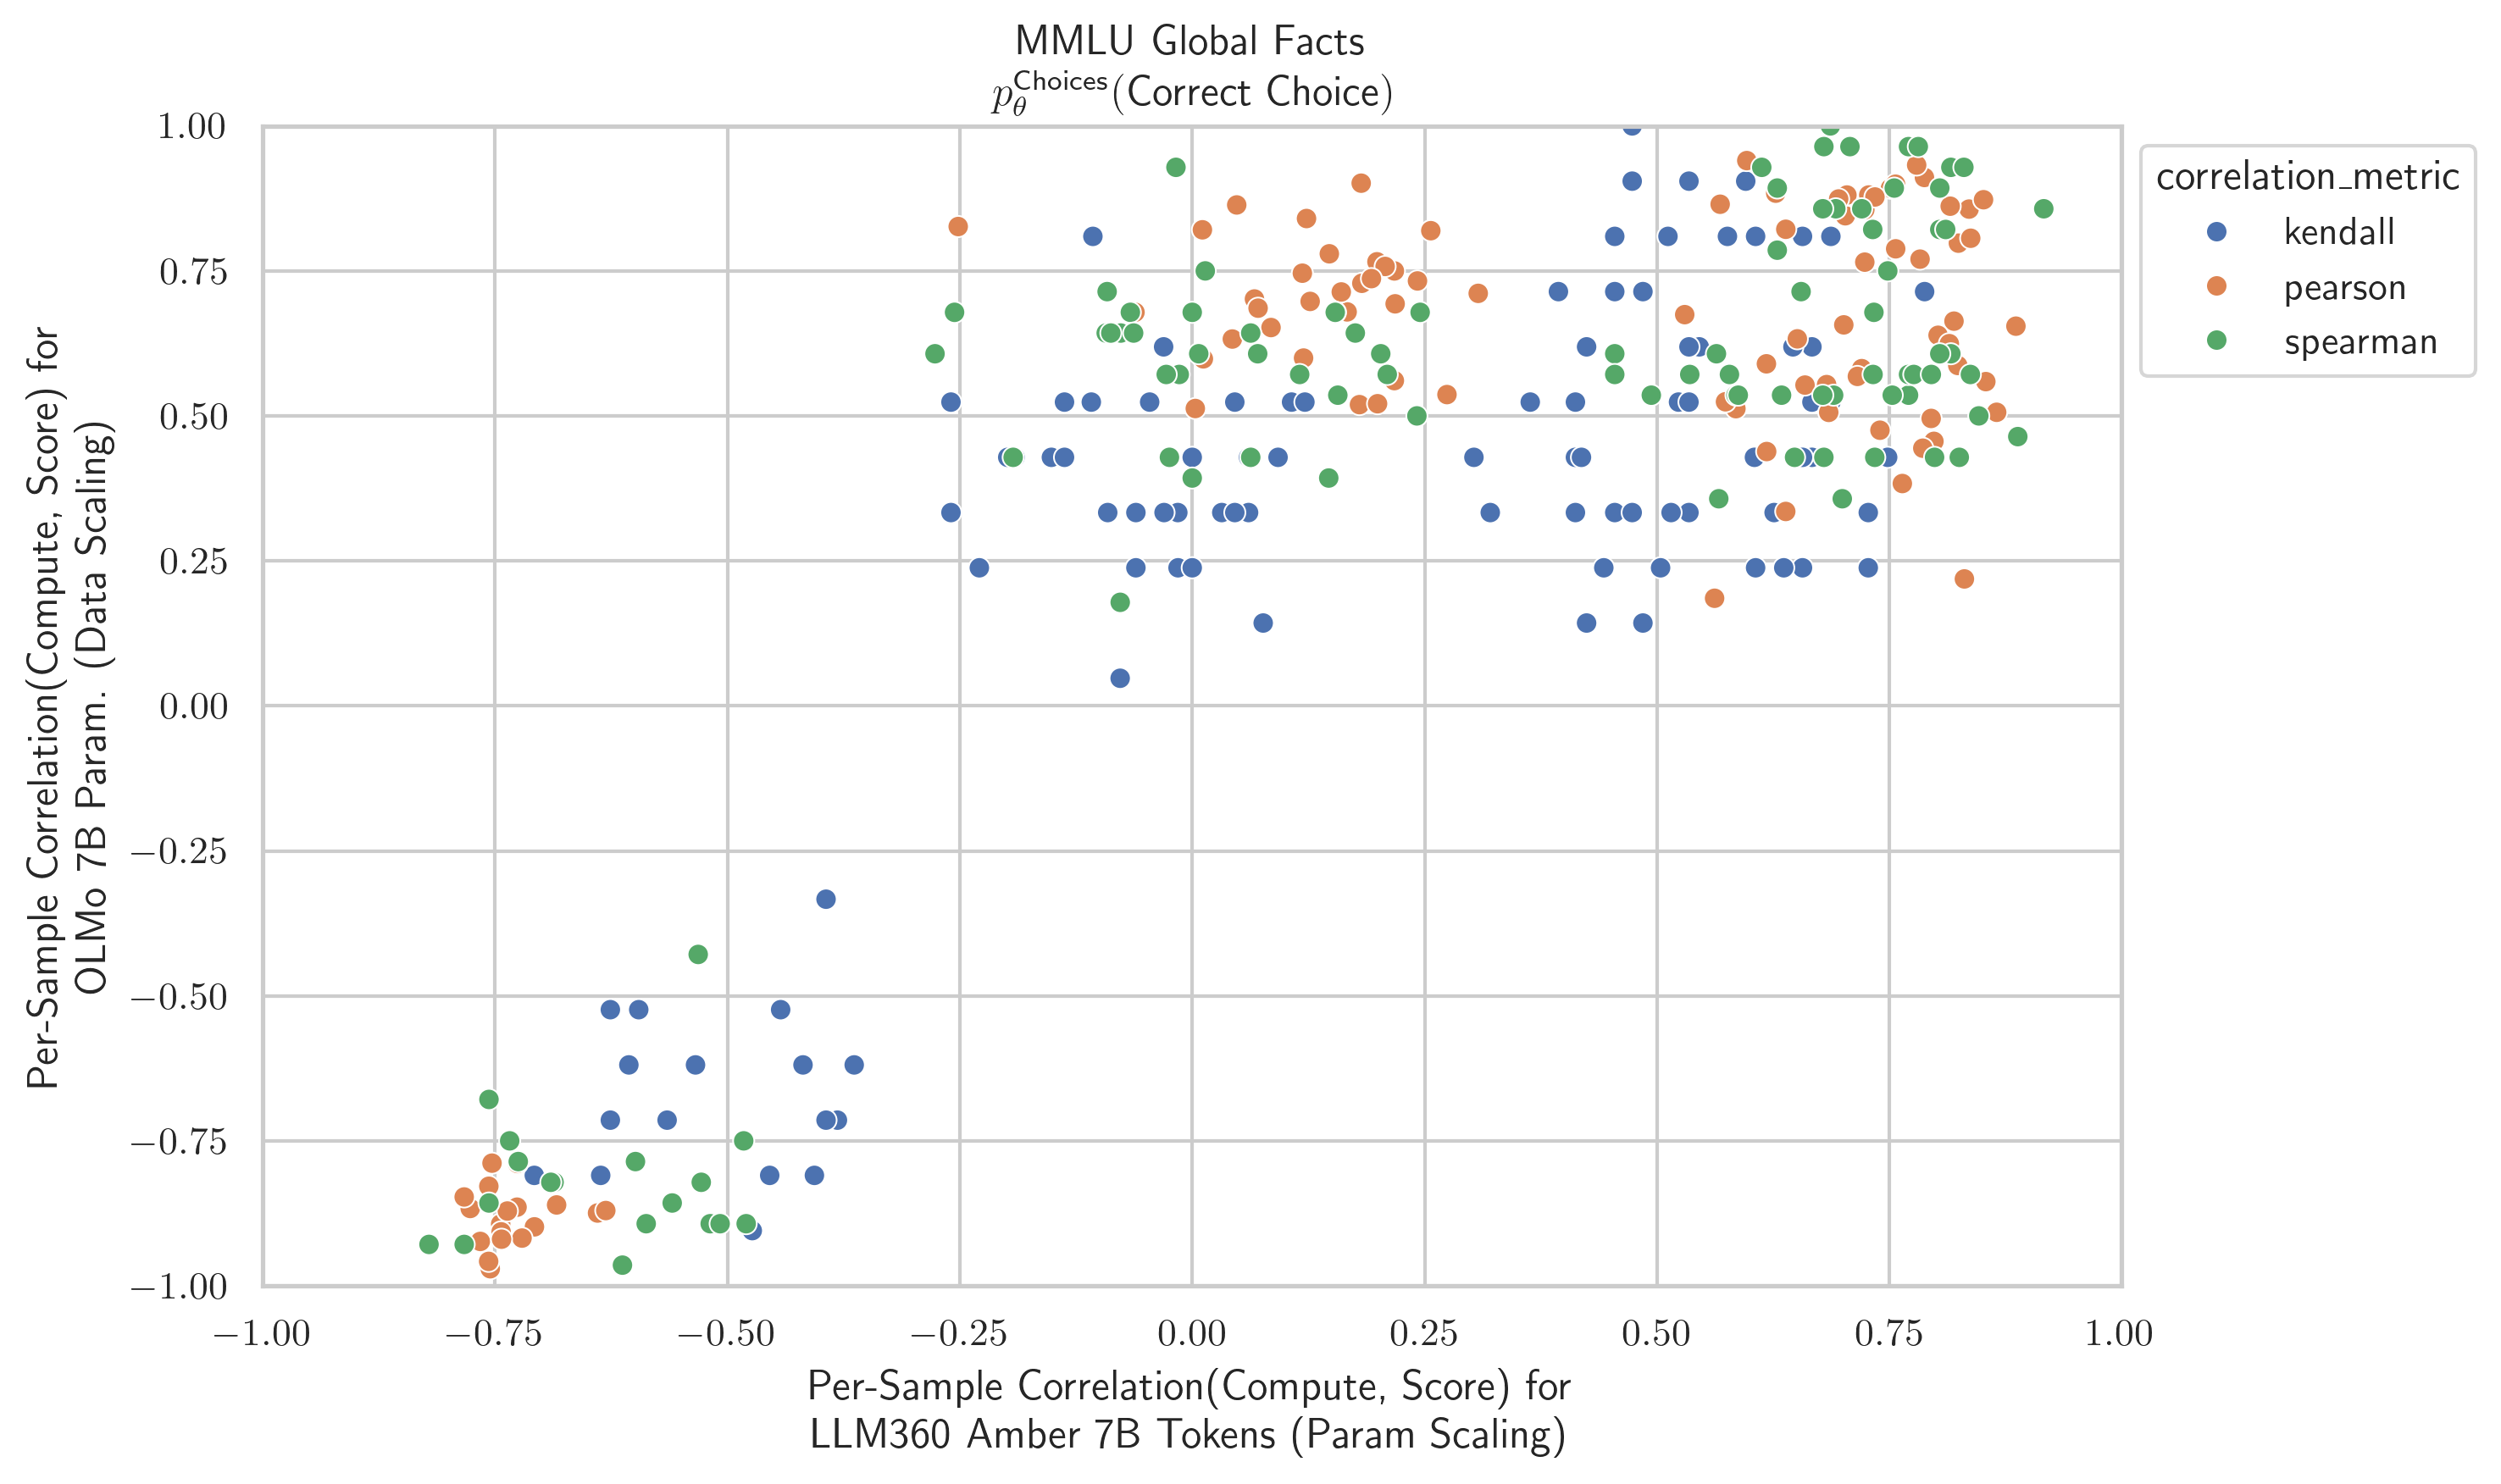 MMLU Global Facts
p_θ^Choices(Correct Choice)
1.00
0.75
0.50
0.25
0.00
−0.25
−0.50
−0.75
−1.00
Per-Sample Correlation(Compute, Score) for
OLMo 7B Param. (Data Scaling)
−1.00 −0.75 −0.50 −0.25 0.00 0.25 0.50 0.75 1.00
Per-Sample Correlation(Compute, Score) for
LLM360 Amber 7B Tokens (Param Scaling)
correlation_metric
kendall
pearson
spearman